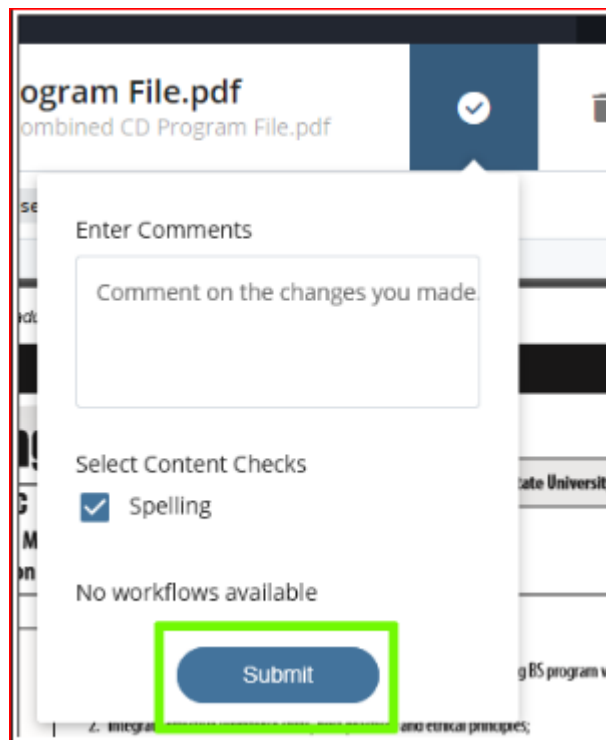 ogram File.pdf
ombined CD Program File.pdf
se
Enter Comments
Comment on the changes you made.
Select Content Checks
Spelling
tate Universit
No workflows available
Submit
g BS program
and ethical principles;